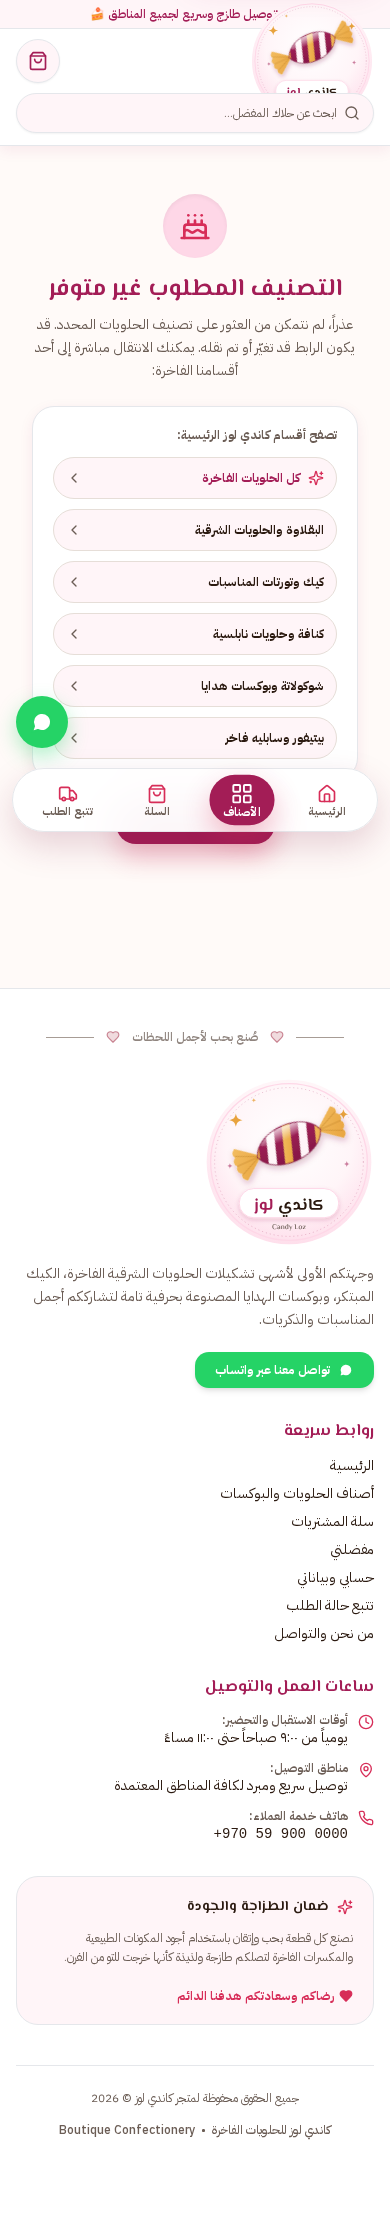 توصيل طازج وسريع لجميع المناطق 🍰
كاندي لوز
ابحث عن حلاك المفضل...
التصنيف المطلوب غير متوفر
عذراً، لم نتمكن من العثور على تصنيف الحلويات المحدد. قد
يكون الرابط قد تغيّر أو تم نقله. يمكنك الانتقال مباشرة إلى أحد
أقسامنا الفاخرة:
تصفح أقسام كاندي لوز الرئيسية:
كل الحلويات الفاخرة
البقلاوة والحلويات الشرقية
كيك وتورتات المناسبات
كنافة وحلويات نابلسية
شوكولاتة وبوكسات هدايا
بيتيفور وسابليه فاخر
الرئيسية
الأصناف
السلة
تتبع الطلب
صُنع بحب لأجمل اللحظات
كاندي لوز
Candy Loz
وجهتكم الأولى لأشهى تشكيلات الحلويات الشرقية الفاخرة، الكيك
المبتكر، وبوكسات الهدايا المصنوعة بحرفية تامة لتشارككم أجمل
المناسبات والذكريات.
تواصل معنا عبر واتساب
روابط سريعة
الرئيسية
أصناف الحلويات والبوكسات
سلة المشتريات
مفضلتي
حسابي وبياناتي
تتبع حالة الطلب
من نحن والتواصل
ساعات العمل والتوصيل
أوقات الاستقبال والتحضير:
يومياً من ٩:٠٠ صباحاً حتى ١١:٠٠ مساءً
مناطق التوصيل:
توصيل سريع ومبرد لكافة المناطق المعتمدة
هاتف خدمة العملاء:
+970 59 900 0000
ضمان الطزاجة والجودة
نصنع كل قطعة بحب وإتقان باستخدام أجود المكونات الطبيعية
والمكسرات الفاخرة لتصلكم طازجة ولذيذة كأنها خرجت للتو من الفرن.
رضاكم وسعادتكم هدفنا الدائم
جميع الحقوق محفوظة لمتجر كاندي لوز © 2026
كاندي لوز للحلويات الفاخرة • Boutique Confectionery